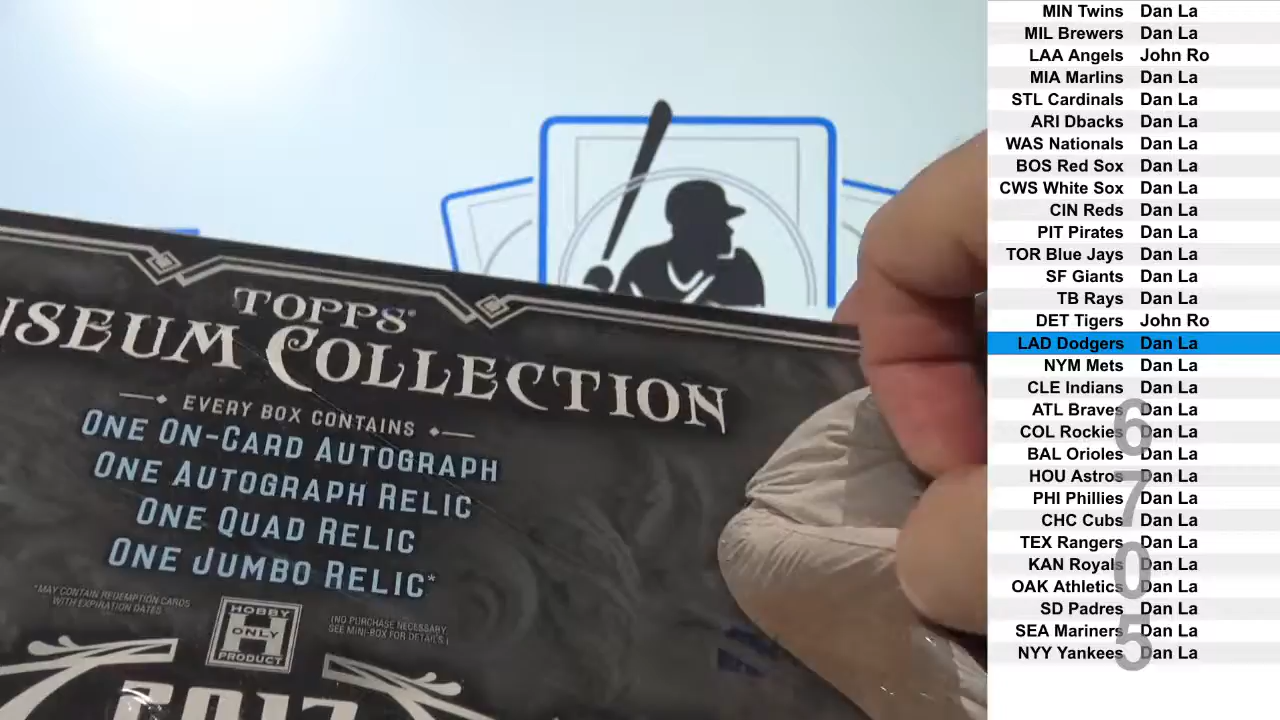 TOPPS
USEUM COLLECTION
EVERY BOX CONTAINS
ONE ON-CARD AUTOGRAPH
ONE AUTOGRAPH RELIC
ONE QUAD RELIC
ONE JUMBO RELIC*
*MAY CONTAIN REDEMPTION CARDS
WITH EXPIRATION DATES
HOBBY
H
ONLY
PRODUCT
(NO PURCHASE NECESSARY
SEE MINI-BOX FOR DETAILS.)
2017
MIN Twins Dan La
MIL Brewers Dan La
LAA Angels John Ro
MIA Marlins Dan La
STL Cardinals Dan La
ARI Dbacks Dan La
WAS Nationals Dan La
BOS Red Sox Dan La
CWS White Sox Dan La
CIN Reds Dan La
PIT Pirates Dan La
TOR Blue Jays Dan La
SF Giants Dan La
TB Rays Dan La
DET Tigers John Ro
LAD Dodgers Dan La
NYM Mets Dan La
CLE Indians Dan La
ATL Braves Dan La
COL Rockies Dan La
BAL Orioles Dan La
HOU Astros Dan La
PHI Phillies Dan La
CHC Cubs Dan La
TEX Rangers Dan La
KAN Royals Dan La
OAK Athletics Dan La
SD Padres Dan La
SEA Mariners Dan La
NYY Yankees Dan La
6
7
0
5